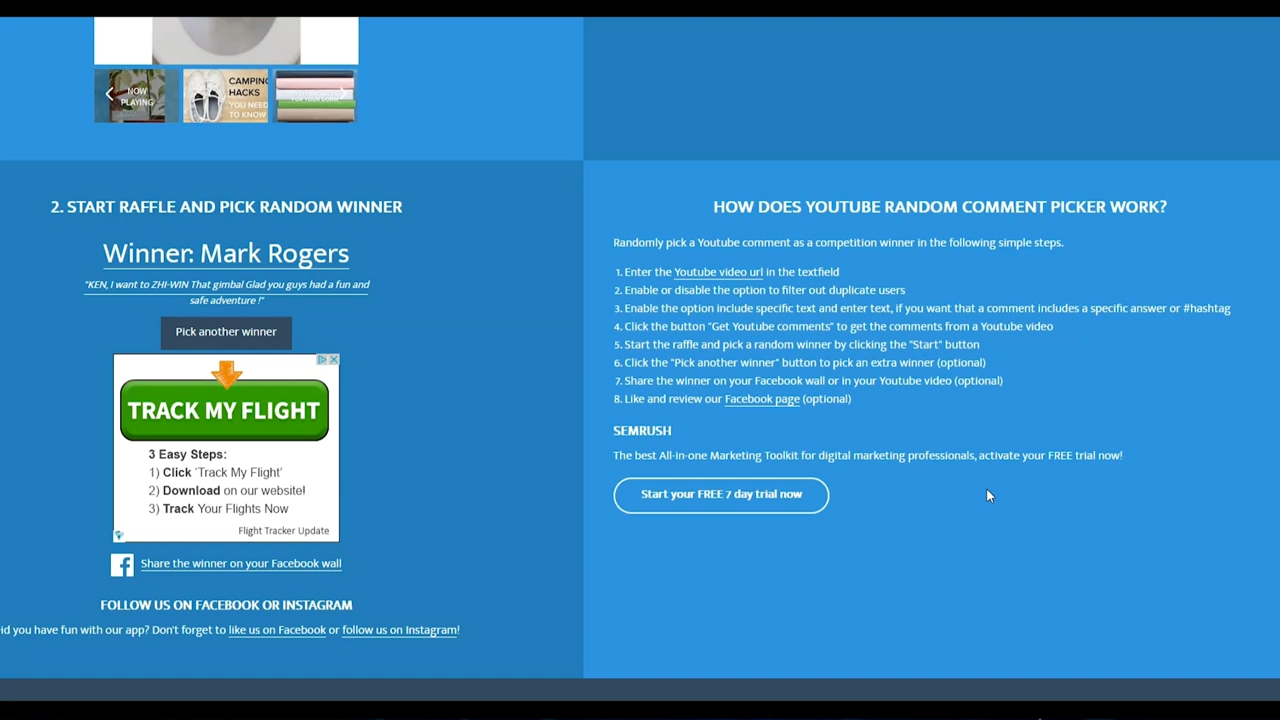 NOW
PLAYING
CAMPING
HACKS
YOU NEED
TO KNOW
2. START RAFFLE AND PICK RANDOM WINNER
Winner: Mark Rogers
"KEN, I want to ZHI-WIN That gimbal Glad you guys had a fun and
safe adventure !"
Pick another winner
TRACK MY FLIGHT
3 Easy Steps:
1) Click 'Track My Flight'
2) Download on our website!
3) Track Your Flights Now
Flight Tracker Update
Share the winner on your Facebook wall
FOLLOW US ON FACEBOOK OR INSTAGRAM
id you have fun with our app? Don't forget to like us on Facebook or follow us on Instagram!
HOW DOES YOUTUBE RANDOM COMMENT PICKER WORK?
Randomly pick a Youtube comment as a competition winner in the following simple steps.
1. Enter the Youtube video url in the textfield
2. Enable or disable the option to filter out duplicate users
3. Enable the option include specific text and enter text, if you want that a comment includes a specific answer or #hashtag
4. Click the button "Get Youtube comments" to get the comments from a Youtube video
5. Start the raffle and pick a random winner by clicking the "Start" button
6. Click the "Pick another winner" button to pick an extra winner (optional)
7. Share the winner on your Facebook wall or in your Youtube video (optional)
8. Like and review our Facebook page (optional)
SEMRUSH
The best All-in-one Marketing Toolkit for digital marketing professionals, activate your FREE trial now!
Start your FREE 7 day trial now